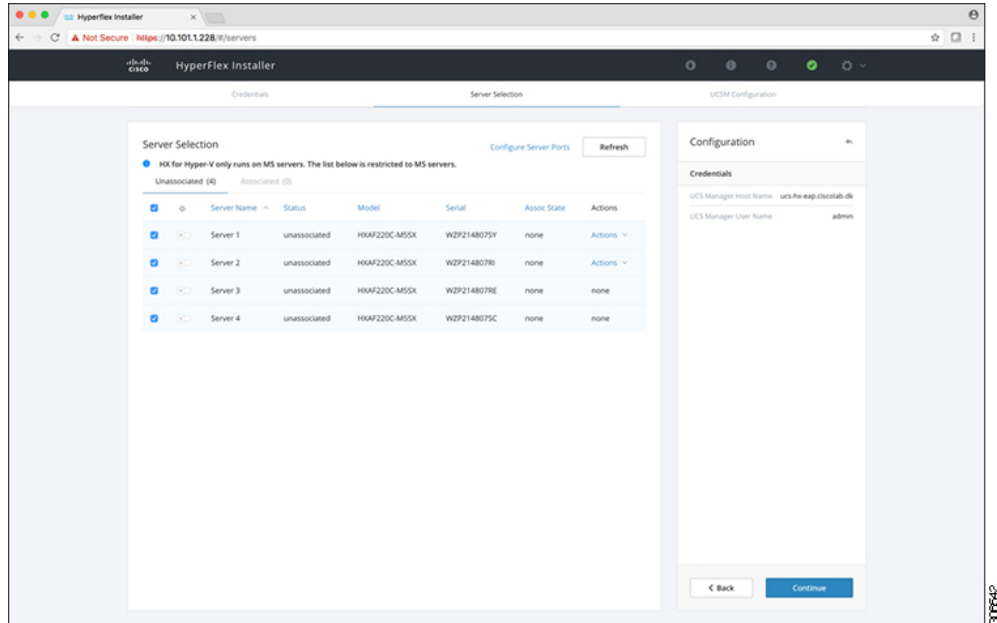 Hyperflex Installer
Not Secure https://10.101.1.228/#/servers
cisco HyperFlex Installer
Credentials Server Selection UCSM Configuration
Server Selection Configure Server Ports Refresh
HX for Hyper-V only runs on M5 servers. The list below is restricted to M5 servers.
Unassociated (4) Associated (0)
Server Name Status Model Serial Assoc State Actions
Server 1 unassociated HXAF220C-M5SX WZP214807SY none Actions
Server 2 unassociated HXAF220C-M5SX WZP214807RI none Actions
Server 3 unassociated HXAF220C-M5SX WZP214807RE none none
Server 4 unassociated HXAF220C-M5SX WZP214807SC none none
Configuration
Credentials
UCS Manager Host Name ucs-hx-eap.ciscolab.dk
UCS Manager User Name admin
< Back Continue
306642